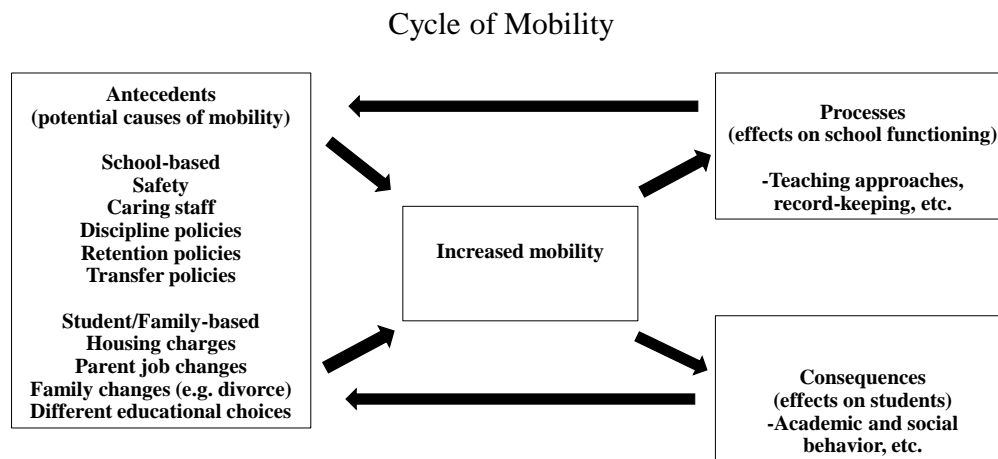 Cycle of Mobility
Antecedents
(potential causes of mobility)
School-based
Safety
Caring staff
Discipline policies
Retention policies
Transfer policies
Student/Family-based
Housing charges
Parent job changes
Family changes (e.g. divorce)
Different educational choices
Increased mobility
Processes
(effects on school functioning)
-Teaching approaches,
record-keeping, etc.
Consequences
(effects on students)
-Academic and social
behavior, etc.